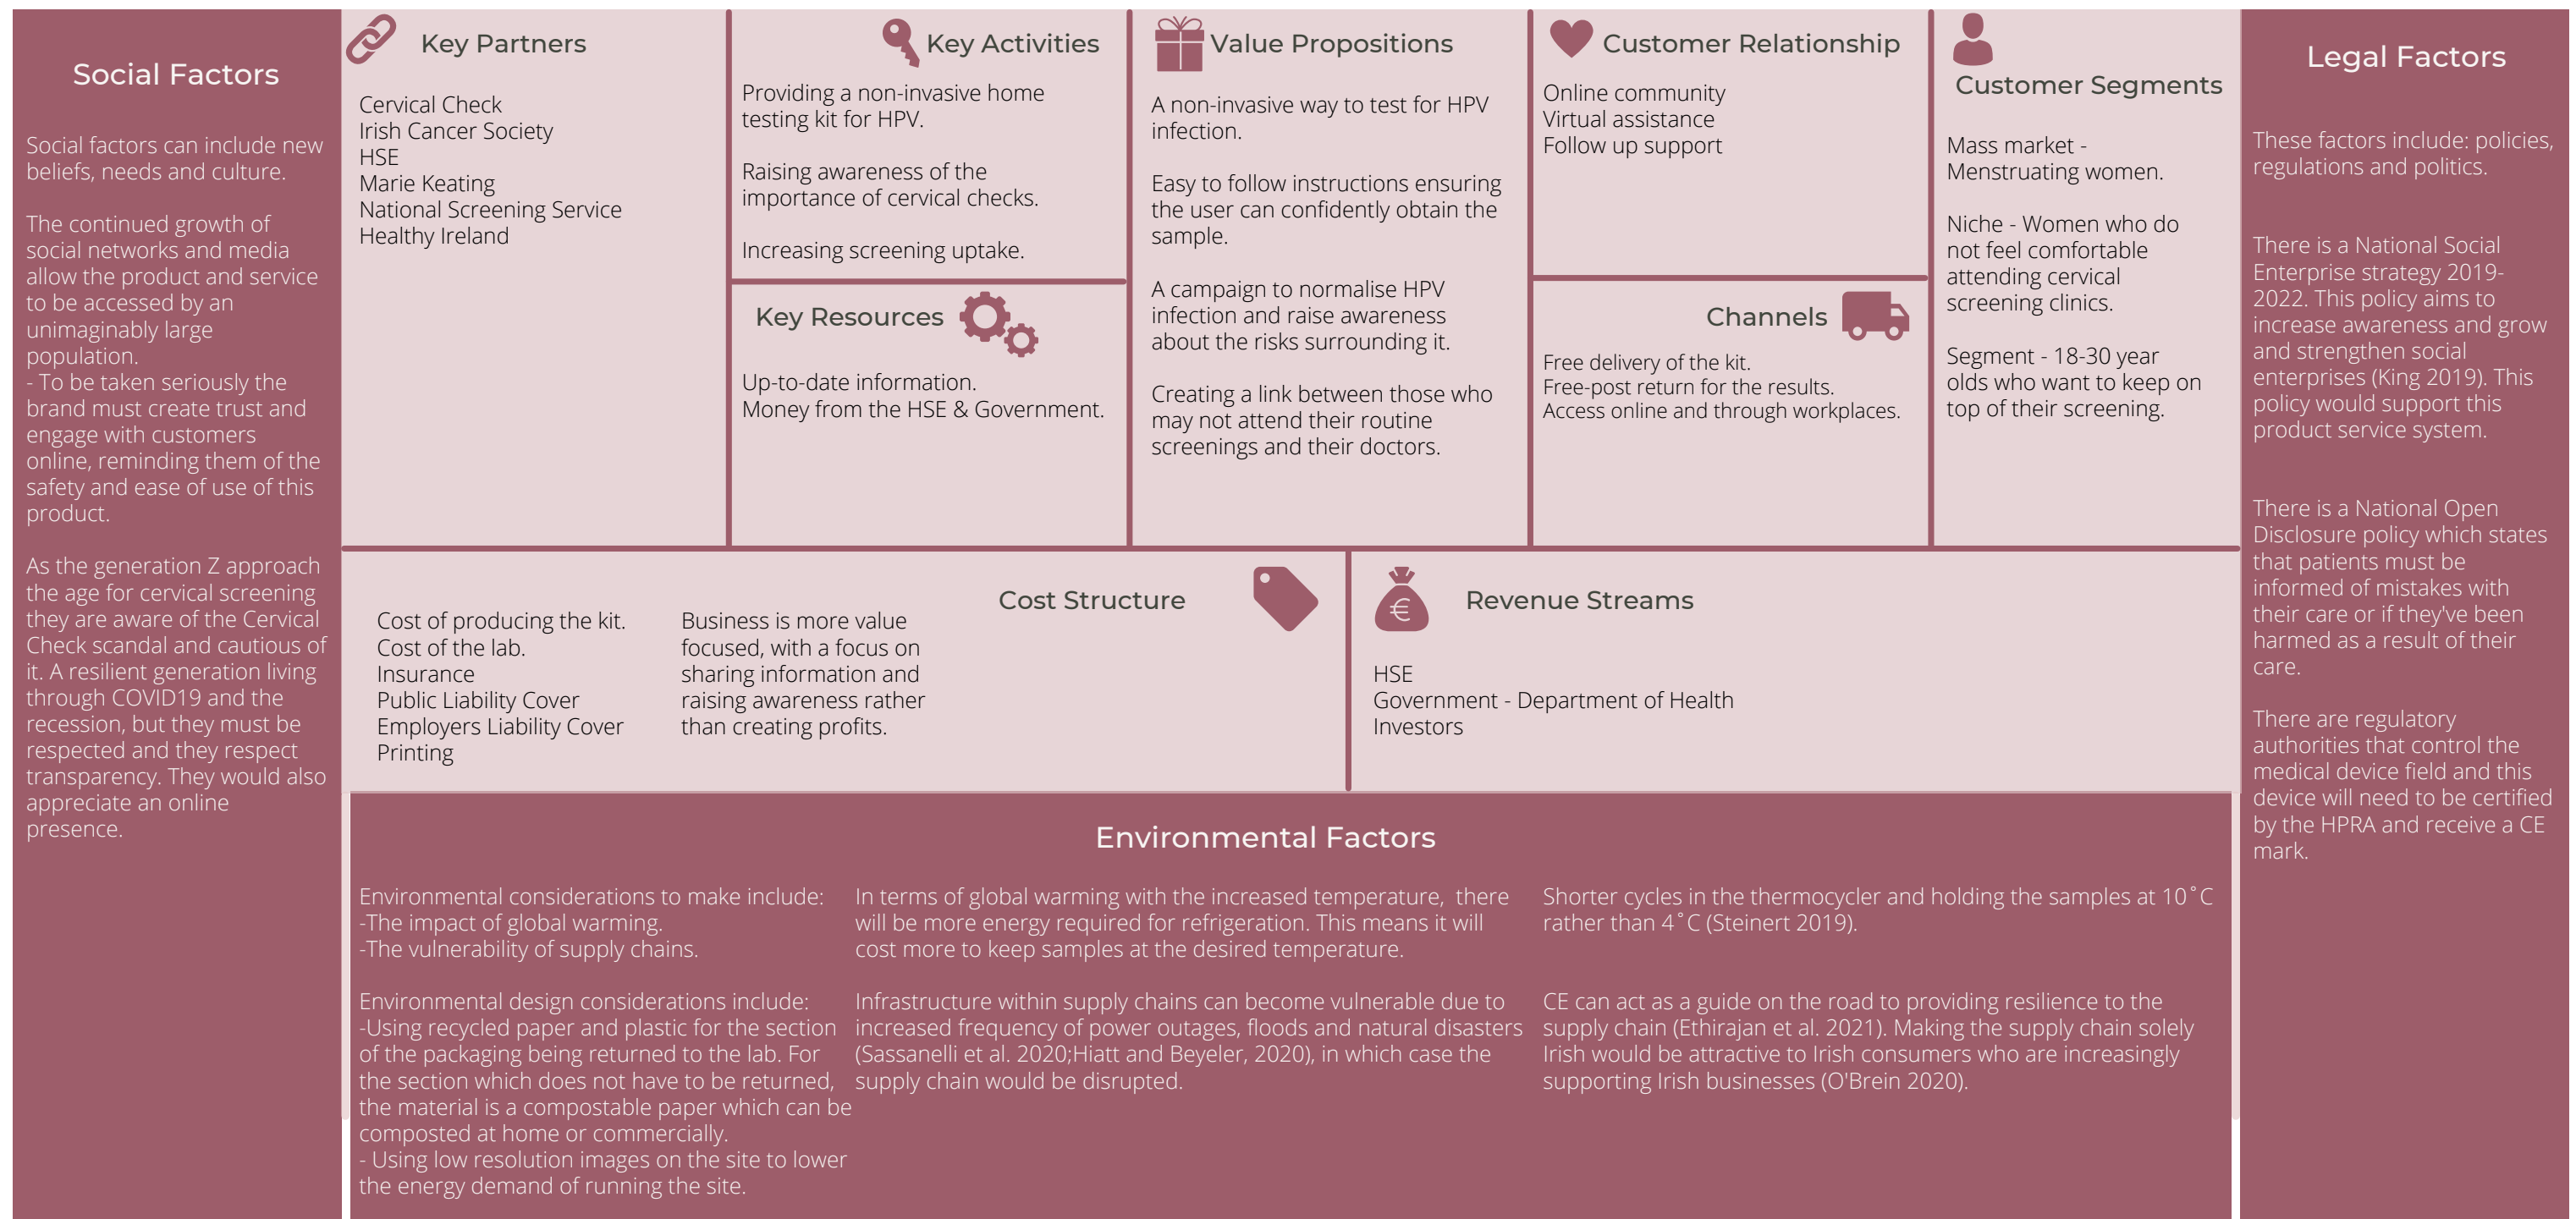 Social Factors
Social factors can include new
beliefs, needs and culture.
The continued growth of
social networks and media
allow the product and service
to be accessed by an
unimaginably large
population.
- To be taken seriously the
brand must create trust and
engage with customers
online, reminding them of the
safety and ease of use of this
product.
As the generation Z approach
the age for cervical screening
they are aware of the Cervical
Check scandal and cautious of
it. A resilient generation living
through COVID19 and the
recession, but they must be
respected and they respect
transparency. They would also
appreciate an online
presence.
Key Partners
Cervical Check
Irish Cancer Society
HSE
Marie Keating
National Screening Service
Healthy Ireland
Key Activities
Providing a non-invasive home
testing kit for HPV.
Raising awareness of the
importance of cervical checks.
Increasing screening uptake.
Key Resources
Up-to-date information.
Money from the HSE & Government.
Value Propositions
A non-invasive way to test for HPV
infection.
Easy to follow instructions ensuring
the user can confidently obtain the
sample.
A campaign to normalise HPV
infection and raise awareness
about the risks surrounding it.
Creating a link between those who
may not attend their routine
screenings and their doctors.
Customer Relationship
Online community
Virtual assistance
Follow up support
Channels
Free delivery of the kit.
Free-post return for the results.
Access online and through workplaces.
Customer Segments
Mass market -
Menstruating women.
Niche - Women who do
not feel comfortable
attending cervical
screening clinics.
Segment - 18-30 year
olds who want to keep on
top of their screening.
Cost Structure
Cost of producing the kit.
Cost of the lab.
Insurance
Public Liability Cover
Employers Liability Cover
Printing
Business is more value
focused, with a focus on
sharing information and
raising awareness rather
than creating profits.
€
Revenue Streams
HSE
Government - Department of Health
Investors
Environmental Factors
Environmental considerations to make include:
-The impact of global warming.
-The vulnerability of supply chains.
Environmental design considerations include:
-Using recycled paper and plastic for the section
of the packaging being returned to the lab. For
the section which does not have to be returned,
the material is a compostable paper which can be
composted at home or commercially.
- Using low resolution images on the site to lower
the energy demand of running the site.
In terms of global warming with the increased temperature, there
will be more energy required for refrigeration. This means it will
cost more to keep samples at the desired temperature.
Infrastructure within supply chains can become vulnerable due to
increased frequency of power outages, floods and natural disasters
(Sassanelli et al. 2020;Hiatt and Beyeler, 2020), in which case the
supply chain would be disrupted.
Shorter cycles in the thermocycler and holding the samples at 10˚C
rather than 4˚C (Steinert 2019).
CE can act as a guide on the road to providing resilience to the
supply chain (Ethirajan et al. 2021). Making the supply chain solely
Irish would be attractive to Irish consumers who are increasingly
supporting Irish businesses (O'Brein 2020).
Legal Factors
These factors include: policies,
regulations and politics.
There is a National Social
Enterprise strategy 2019-
2022. This policy aims to
increase awareness and grow
and strengthen social
enterprises (King 2019). This
policy would support this
product service system.
There is a National Open
Disclosure policy which states
that patients must be
informed of mistakes with
their care or if they've been
harmed as a result of their
care.
There are regulatory
authorities that control the
medical device field and this
device will need to be certified
by the HPRA and receive a CE
mark.